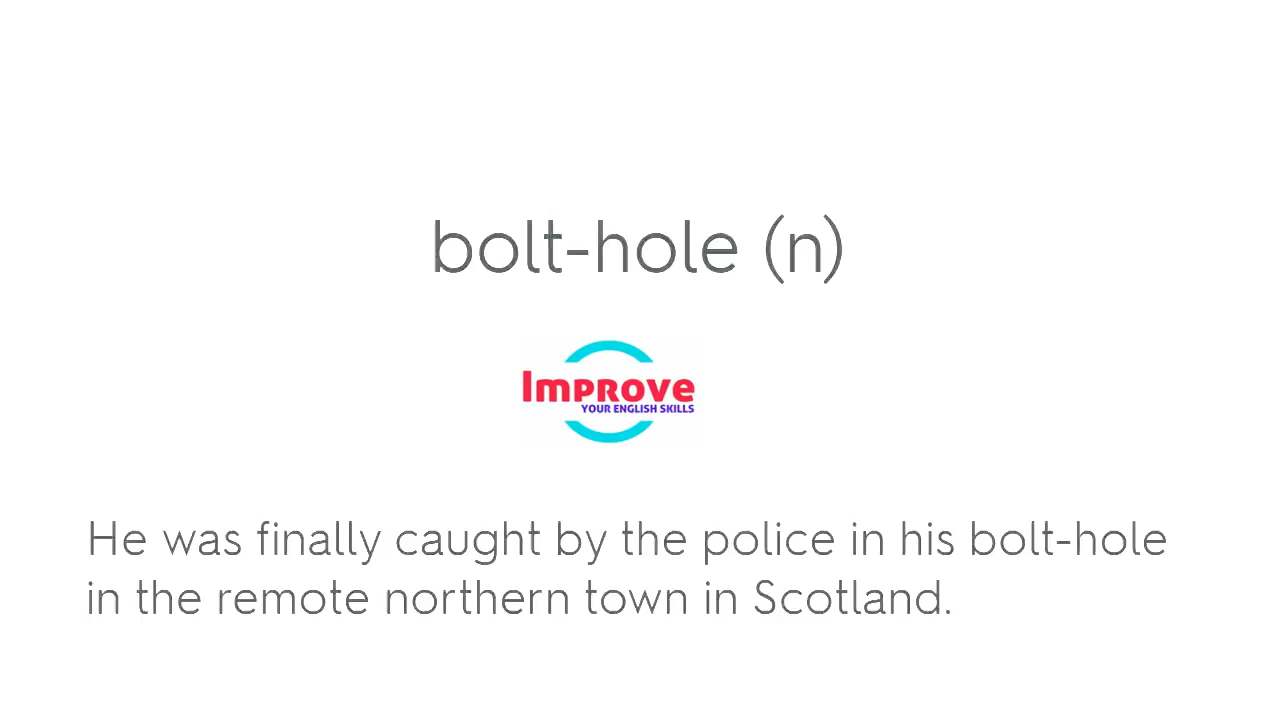 bolt-hole (n)
Improve
YOUR ENGLISH SKILLS
He was finally caught by the police in his bolt-hole
in the remote northern town in Scotland.